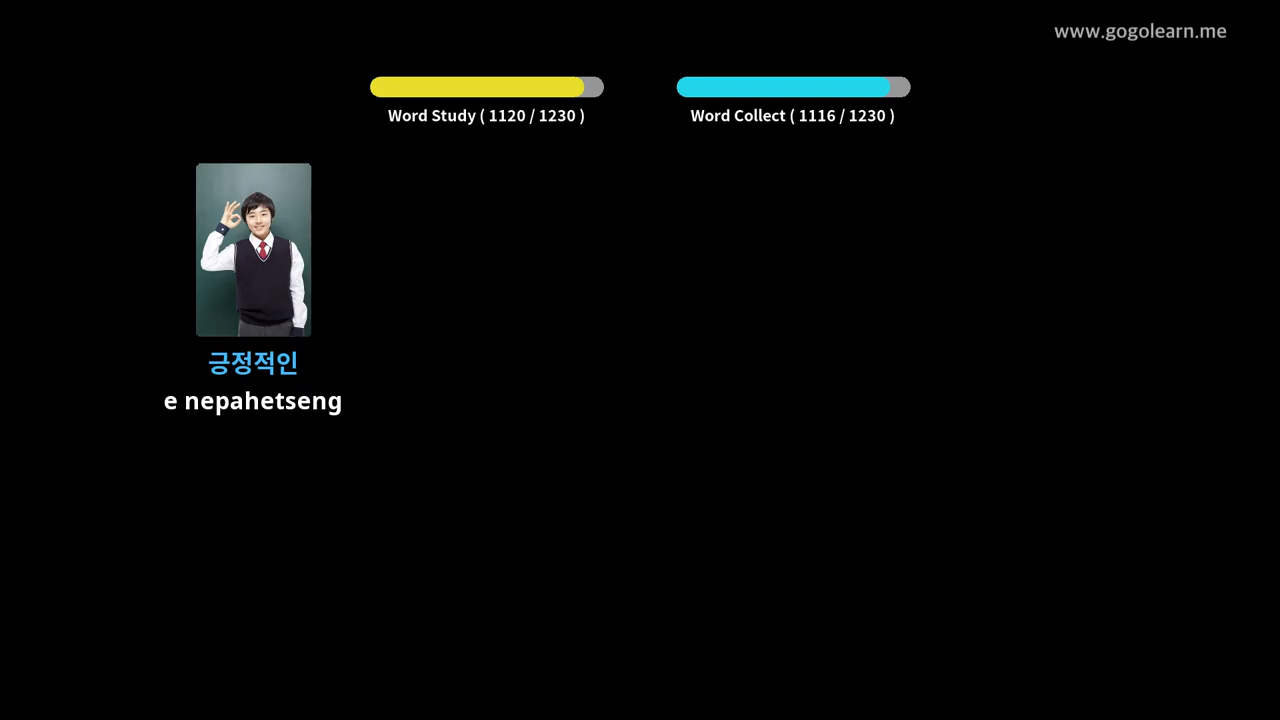 www.gogolearn.me
Word Study ( 1120 / 1230 )
Word Collect ( 1116 / 1230 )
긍정적인
e nepahetseng